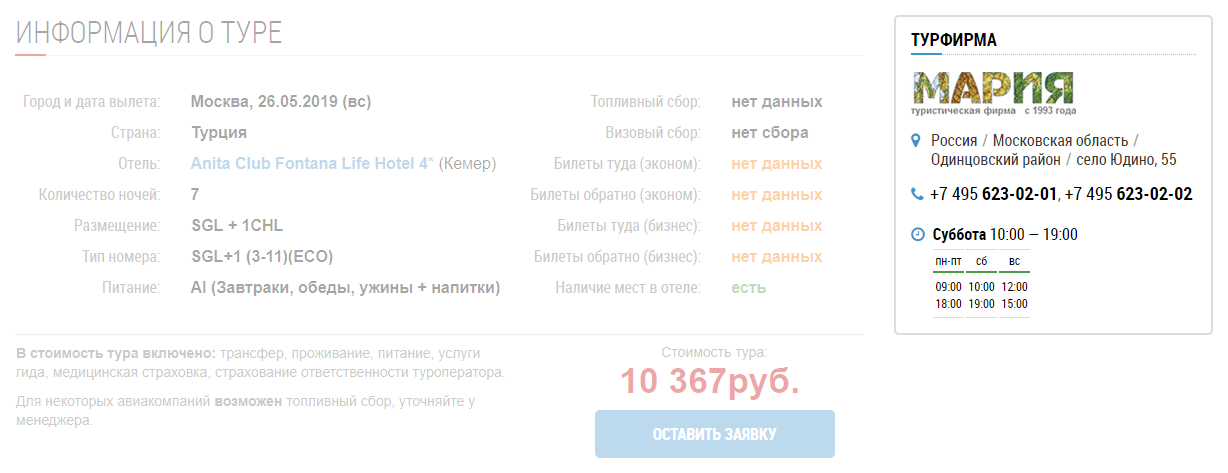 ИНФОРМАЦИЯ О ТУРЕ
Город и дата вылета: Москва, 26.05.2019 (вс)
Страна: Турция
Отель: Anita Club Fontana Life Hotel 4* (Кемер)
Количество ночей: 7
Размещение: SGL + 1CHL
Тип номера: SGL+1 (3-11)(ECO)
Питание: AI (Завтраки, обеды, ужины + напитки)
Топливный сбор: нет данных
Визовый сбор: нет сбора
Билеты туда (эконом): нет данных
Билеты обратно (эконом): нет данных
Билеты туда (бизнес): нет данных
Билеты обратно (бизнес): нет данных
Наличие мест в отеле: есть
В стоимость тура включено: трансфер, проживание, питание, услуги
гида, медицинская страховка, страхование ответственности туроператора.
Для некоторых авиакомпаний возможен топливный сбор, уточняйте у
менеджера.
Стоимость тура:
10 367руб.
ОСТАВИТЬ ЗАЯВКУ
ТУРФИРМА
МАРИЯ
туристическая фирма с 1993 года
Россия / Московская область /
Одинцовский район / село Юдино, 55
+7 495 623-02-01, +7 495 623-02-02
Суббота 10:00 — 19:00
пн-пт сб вс
09:00 10:00 12:00
18:00 19:00 15:00